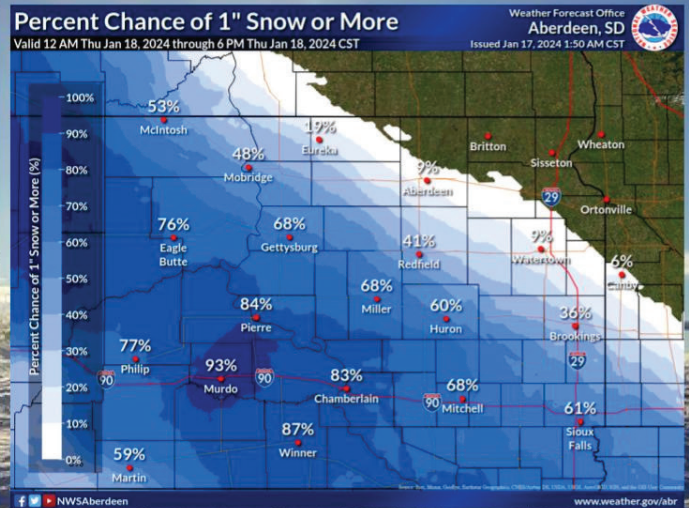 Percent Chance of 1" Snow or More
Valid 12 AM Thu Jan 18, 2024 through 6 PM Thu Jan 18, 2024 CST
Weather Forecast Office
Aberdeen, SD
Issued Jan 17, 2024 1:50 AM CST
NATIONAL WEATHER SERVICE
Percent Chance of 1" Snow or More (%)
100%
90%
80%
70%
60%
50%
40%
30%
20%
10%
0%
53%
McIntosh
19%
Eureka
48%
Mobridge
9%
Aberdeen
Britton
Sisseton
Wheaton
29
Ortonville
76%
Eagle
Butte
68%
Gettysburg
41%
Redfield
9%
Watertown
6%
Canby
84%
Pierre
68%
Miller
60%
Huron
36%
Brookings
29
77%
Philip
90
93%
Murdo
90
83%
Chamberlain
90
68%
Mitchell
61%
Sioux
Falls
87%
Winner
59%
Martin
NWSAberdeen
www.weather.gov/abr